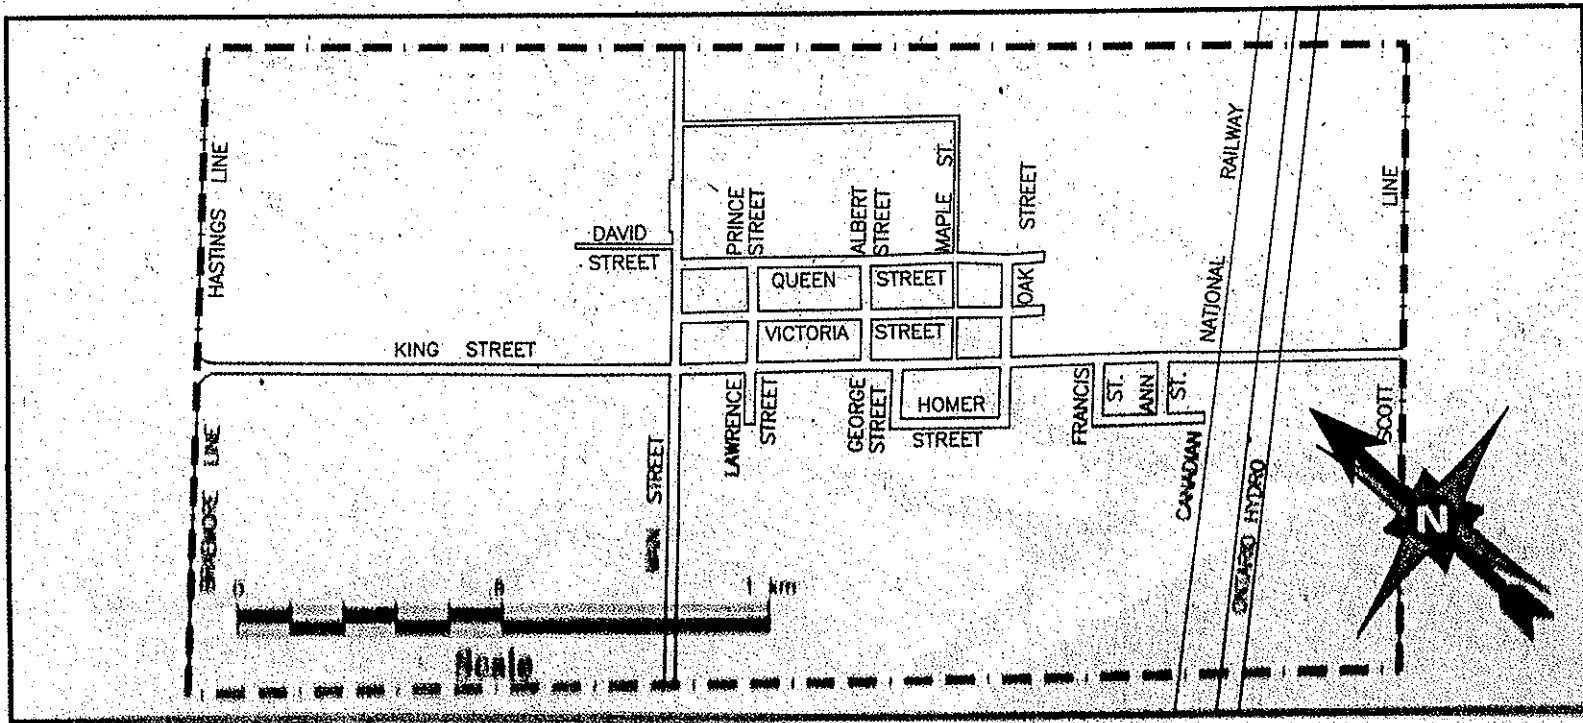 HASTINGS LINE
DAVID
STREET
PRINCE
STREET
ALBERT
STREET
MAPLE ST.
OAK STREET
QUEEN STREET
VICTORIA STREET
KING STREET
LAWRENCE
STREET
GEORGE
STREET
HOMER
STREET
FRANCIS
ST.
ANN
ST.
CANADIAN NATIONAL RAILWAY
ONTARIO HYDRO
SCOTT LINE
LINE
STREET
N
0
1 km
Scale